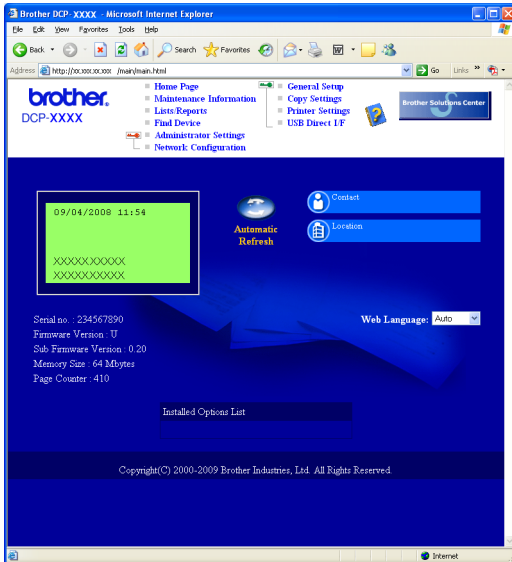 Brother DCP-XXXX - Microsoft Internet Explorer
File Edit View Favorites Tools Help
Back Search Favorites
Address http://xx.xxx.xx.xxx /main/main.html Go Links »
brother.
DCP-XXXX
Home Page
Maintenance Information
Lists/Reports
Find Device
Administrator Settings
Network Configuration
General Setup
Copy Settings
Printer Settings
USB Direct I/F
Brother Solutions Center
09/04/2008 11:54
XXXXXXXXXX
XXXXXXXXXX
Automatic
Refresh
Contact
Location
Serial no. : 234567890
Firmware Version : U
Sub Firmware Version : 0.20
Memory Size : 64 Mbytes
Page Counter : 410
Web Language: Auto
Installed Options List
Copyright(C) 2000-2009 Brother Industries, Ltd. All Rights Reserved.
Internet